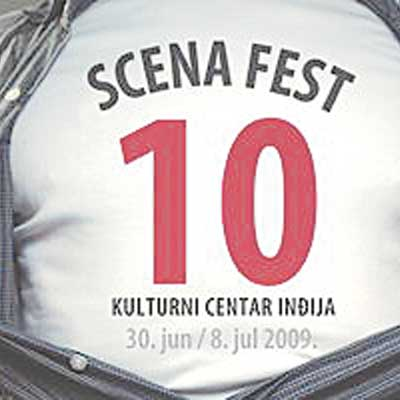 SCENA FEST
10
KULTURNI CENTAR INĐIJA
30. jun / 8. jul 2009.